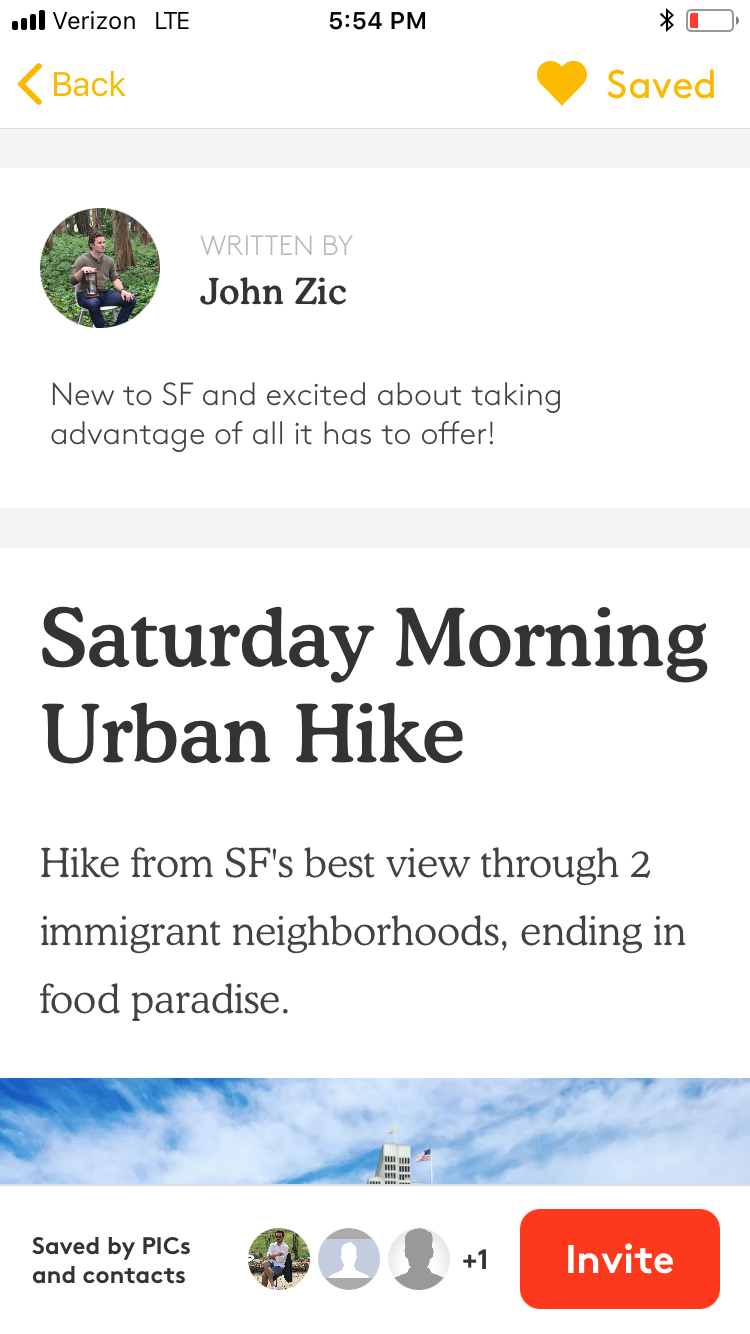 Verizon LTE 5:54 PM
Back Saved
WRITTEN BY
John Zic
New to SF and excited about taking
advantage of all it has to offer!
Saturday Morning
Urban Hike
Hike from SF's best view through 2
immigrant neighborhoods, ending in
food paradise.
Saved by PICs
and contacts
+1
Invite